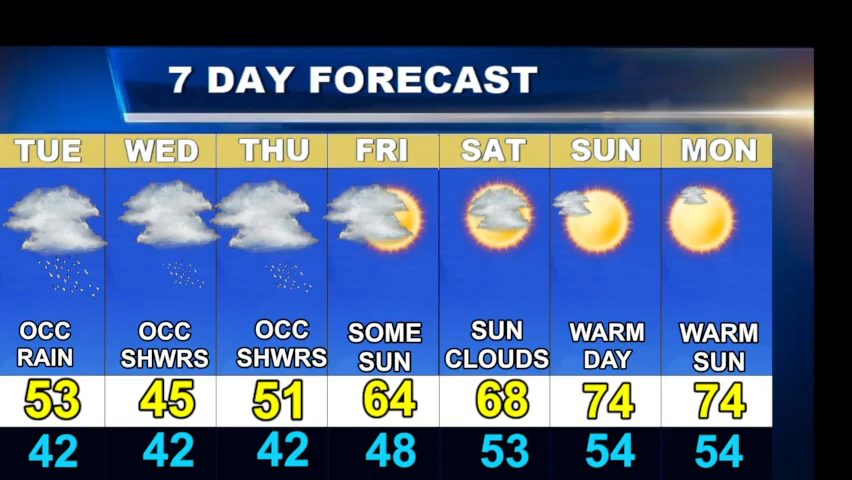 7 DAY FORECAST
TUE WED THU FRI SAT SUN MON
OCC OCC OCC SOME SUN WARM WARM
RAIN SHWRS SHWRS SUN CLOUDS DAY SUN
53 45 51 64 68 74 74
42 42 42 48 53 54 54